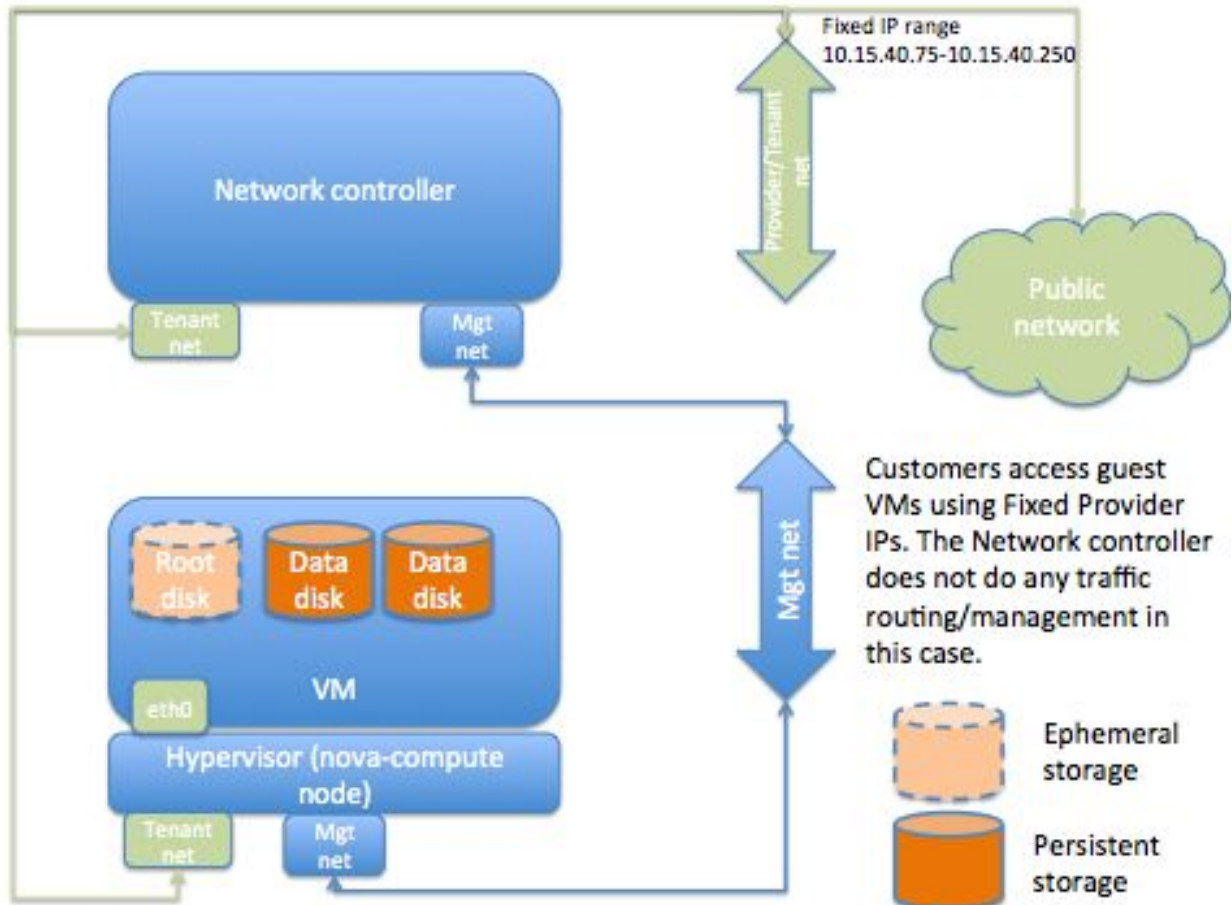 Fixed IP range
10.15.40.75-10.15.40.250
Provider/Tenant
net
Network controller
Tenant
net
Mgt
net
Public
network
Mgt net
Customers access guest
VMs using Fixed Provider
IPs. The Network controller
does not do any traffic
routing/management in
this case.
Root
disk
Data
disk
Data
disk
VM
eth0
Hypervisor (nova-compute
node)
Tenant
net
Mgt
net
Ephemeral
storage
Persistent
storage